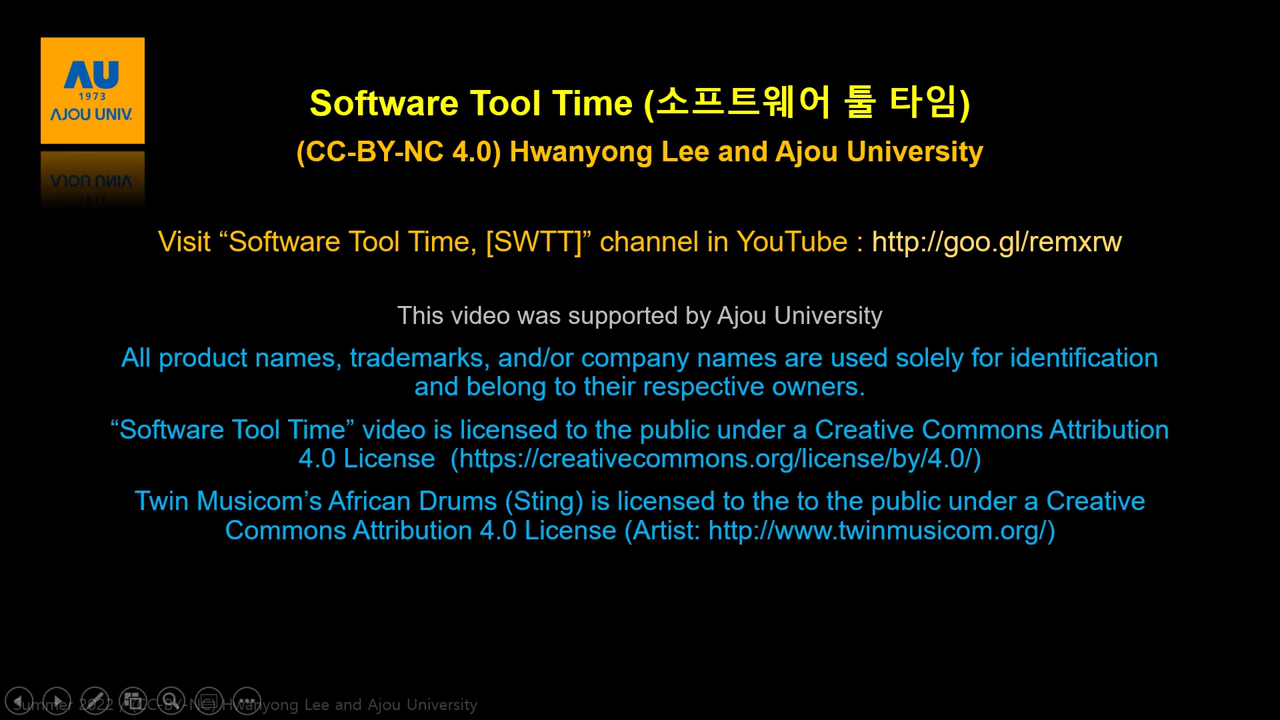 AU
1973
AJOU UNIV.
Software Tool Time (소프트웨어 툴 타임)
(CC-BY-NC 4.0) Hwanyong Lee and Ajou University
Visit “Software Tool Time, [SWTT]” channel in YouTube : http://goo.gl/remxrw
This video was supported by Ajou University
All product names, trademarks, and/or company names are used solely for identification
and belong to their respective owners.
“Software Tool Time” video is licensed to the public under a Creative Commons Attribution
4.0 License (https://creativecommons.org/license/by/4.0/)
Twin Musicom’s African Drums (Sting) is licensed to the to the public under a Creative
Commons Attribution 4.0 License (Artist: http://www.twinmusicom.org/)
Summer 2022 / (CC-BY-NC) Hwanyong Lee and Ajou University